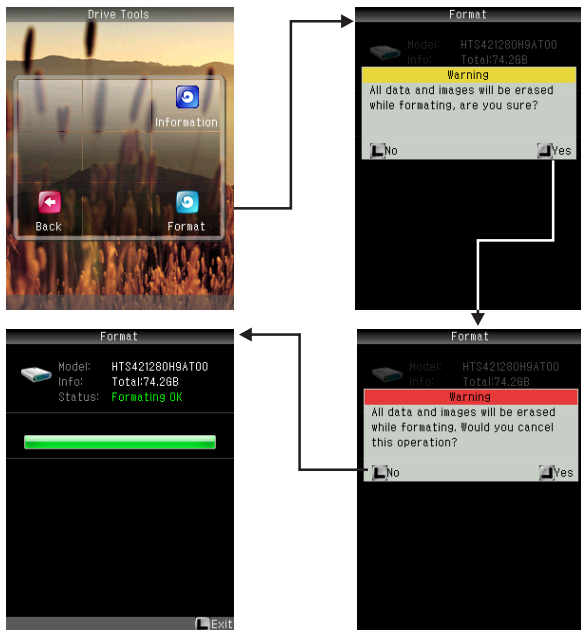 Drive Tools
Information
Back
Format
Format
Model: HTS421280H9AT00
Info: Total:74.2GB
Warning
All data and images will be erased
while formating, are you sure?
No
Yes
Format
Model: HTS421280H9AT00
Info: Total:74.2GB
Warning
All data and images will be erased
while formating. Would you cancel
this operation?
No
Yes
Format
Model: HTS421280H9AT00
Info: Total:74.2GB
Status: Formating OK
Exit